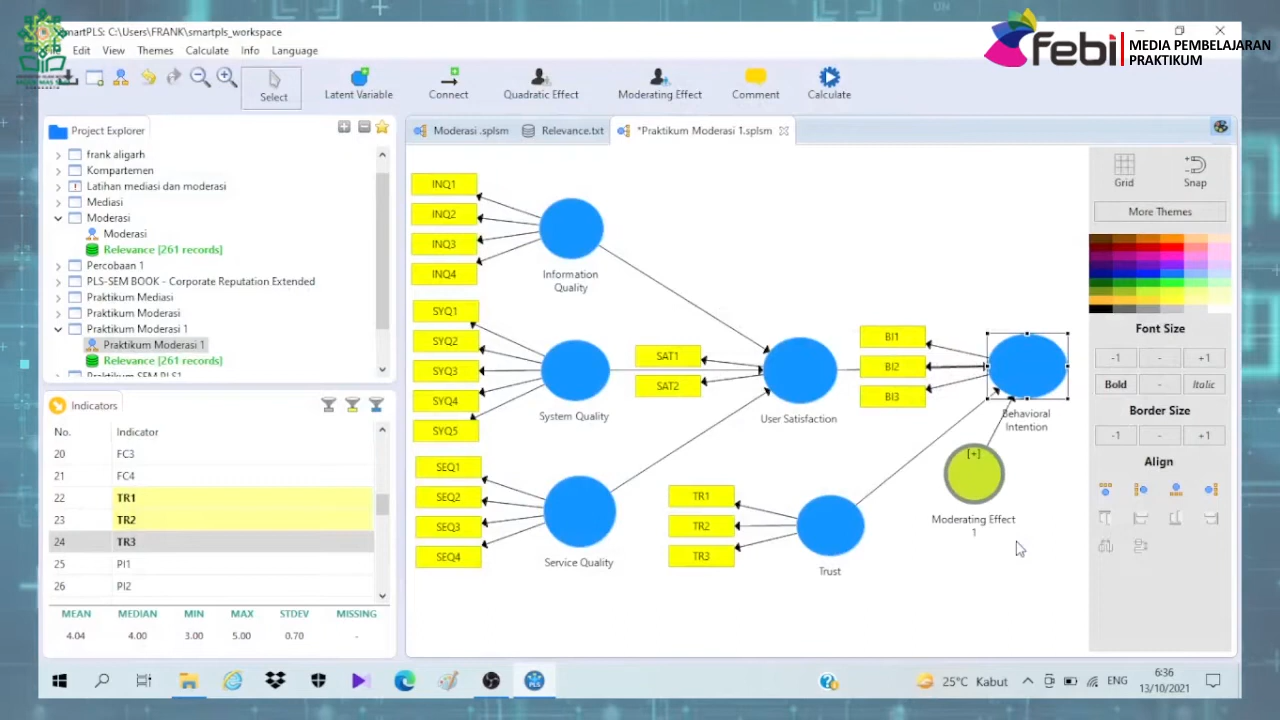 smartPLS: C:\Users\FRANK\smartpls_workspace
Edit View Themes Calculate Info Language
febi MEDIA PEMBELAJARAN
PRAKTIKUM
Select
Latent Variable
Connect
Quadratic Effect
Moderating Effect
Comment
Calculate
Project Explorer
frank aligarh
Kompartemen
Latihan mediasi dan moderasi
Mediasi
Moderasi
Moderasi
Relevance [261 records]
Percobaan 1
PLS-SEM BOOK - Corporate Reputation Extended
Praktikum Mediasi
Praktikum Moderasi
Praktikum Moderasi 1
Praktikum Moderasi 1
Relevance [261 records]
Praktikum SEM PLS1
Indicators
No. Indicator
20 FC3
21 FC4
22 TR1
23 TR2
24 TR3
25 PI1
26 PI2
MEAN MEDIAN MIN MAX STDEV MISSING
4.04 4.00 3.00 5.00 0.70 -
Moderasi .splsm
Relevance.txt
*Praktikum Moderasi 1.splsm
INQ1
INQ2
INQ3
INQ4
Information
Quality
SYQ1
SYQ2
SYQ3
SYQ4
SYQ5
System Quality
SEQ1
SEQ2
SEQ3
SEQ4
Service Quality
SAT1
SAT2
User Satisfaction
BI1
BI2
BI3
Behavioral
Intention
TR1
TR2
TR3
Trust
[+]
Moderating Effect
1
Grid
Snap
More Themes
Font Size
-1 - +1
Bold - Italic
Border Size
-1 - +1
Align
PLS
25°C Kabut
ENG
6:36
13/10/2021